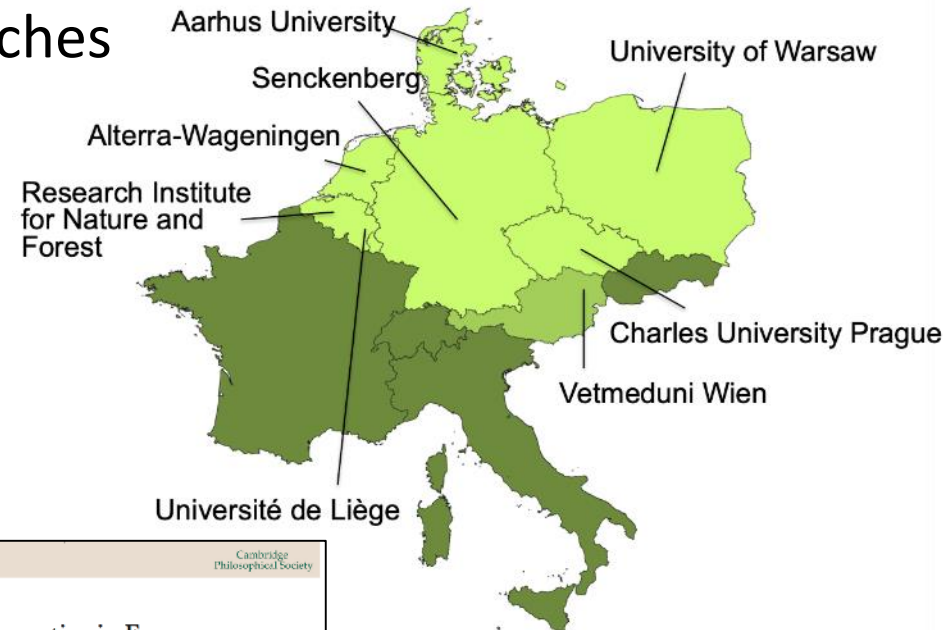 ches
Aarhus University
Senckenberg
University of Warsaw
Alterra-Wageningen
Research Institute
for Nature and
Forest
Charles University Prague
Vetmeduni Wien
Université de Liège
Cambridge
Philosophical Society